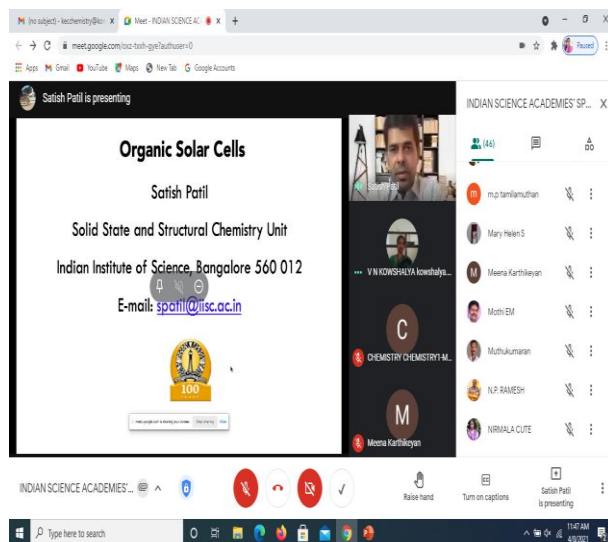 (no subject) - kecchemistry@kon
Meet - INDIAN SCIENCE AC
meet.google.com/oxz-txxh-gye?authuser=0
Paused
Apps Gmail YouTube Maps New Tab Google Accounts
Satish Patil is presenting
INDIAN SCIENCE ACADEMIES' SP...
(46)
Organic Solar Cells
Satish Patil
Solid State and Structural Chemistry Unit
Indian Institute of Science, Bangalore 560 012
E-mail: spatil@iisc.ac.in
100
meet.google.com is sharing your screen. Stop sharing Hide
Satish Patil
V N KOWSHALYA kowshalya...
C
CHEMISTRY CHEMISTRY1-M...
M
Meena Karthikeyan
m
m.p tamilamuthan
Mary Helen S
M
Meena Karthikeyan
Mothi EM
Muthukumaran
N.P. RAMESH
NIRMALA CUTE
INDIAN SCIENCE ACADEMIES'...
Raise hand
Turn on captions
Satish Patil
is presenting
Type here to search
11:47 AM
4/8/2021